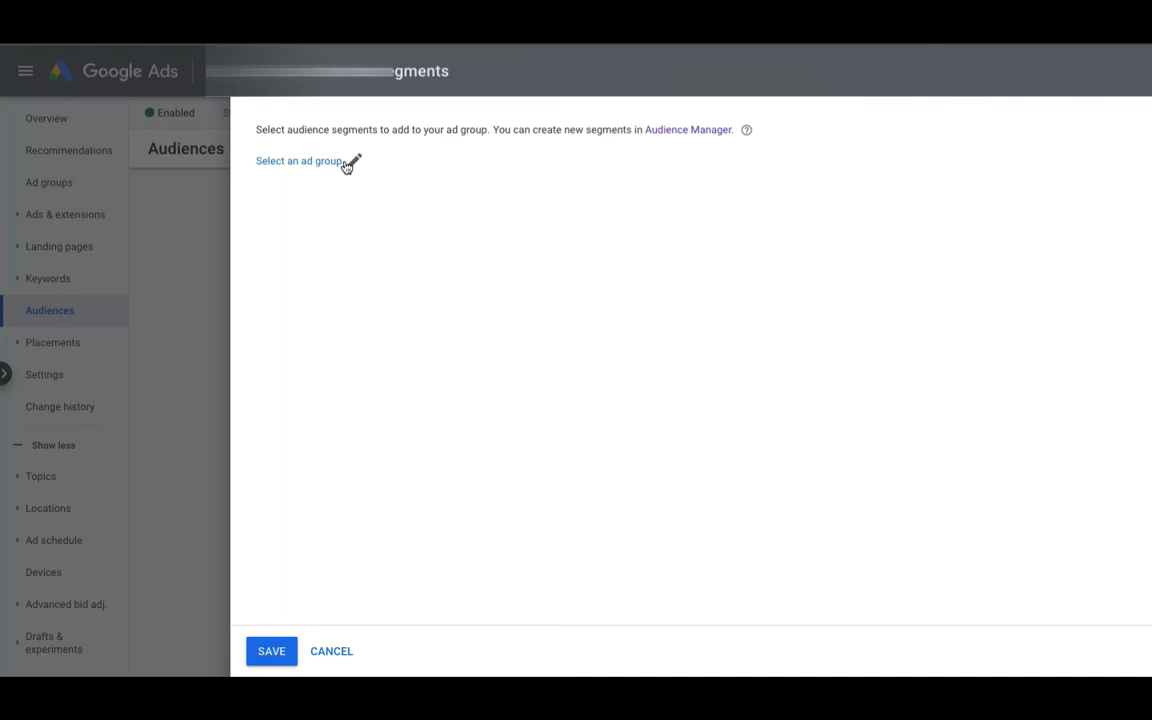 Google Ads
gments
Overview
Recommendations
Ad groups
Ads & extensions
Landing pages
Keywords
Audiences
Placements
Settings
Change history
Show less
Topics
Locations
Ad schedule
Devices
Advanced bid adj.
Drafts &
experiments
Enabled
Audiences
Select audience segments to add to your ad group. You can create new segments in Audience Manager.
Select an ad group
SAVE CANCEL